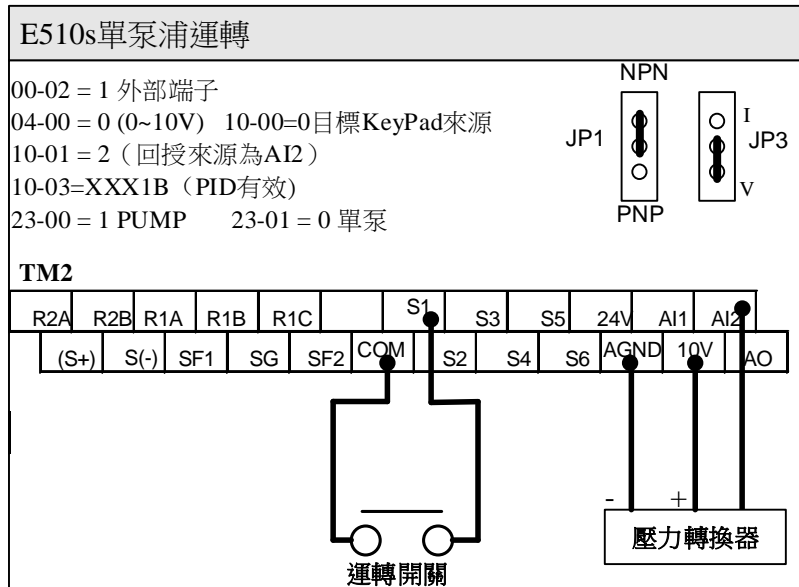 E510s單泵浦運轉
00-02 = 1 外部端子
04-00 = 0 (0~10V) 10-00=0目標KeyPad來源
10-01 = 2（回授來源為AI2）
10-03=XXX1B（PID有效)
23-00 = 1 PUMP 23-01 = 0 單泵
NPN
JP1
PNP
I
JP3
V
TM2
R2A R2B R1A R1B R1C S1 S3 S5 24V AI1 AI2
(S+) S(-) SF1 SG SF2 COM S2 S4 S6 AGND 10V AO
- +
壓力轉換器
運轉開關